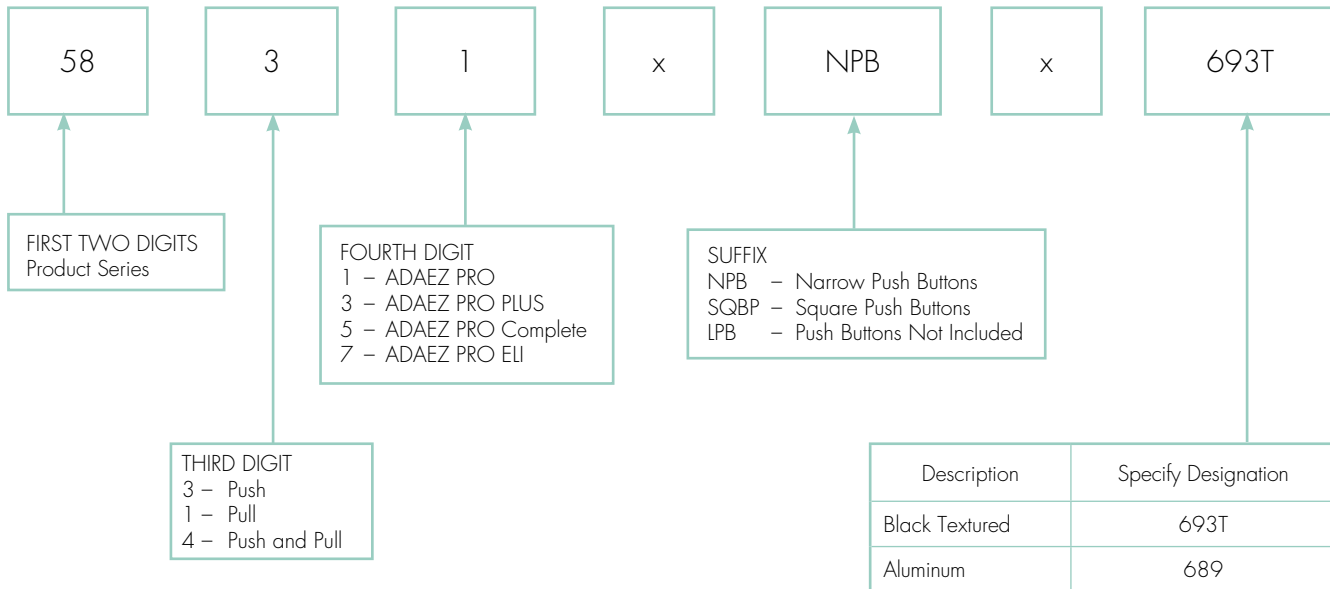 58 3 1 x NPB x 693T
FIRST TWO DIGITS
Product Series
FOURTH DIGIT
1 – ADAEZ PRO
3 – ADAEZ PRO PLUS
5 – ADAEZ PRO Complete
7 – ADAEZ PRO ELI
SUFFIX
NPB – Narrow Push Buttons
SQBP – Square Push Buttons
LPB – Push Buttons Not Included
THIRD DIGIT
3 – Push
1 – Pull
4 – Push and Pull
Description Specify Designation
Black Textured 693T
Aluminum 689